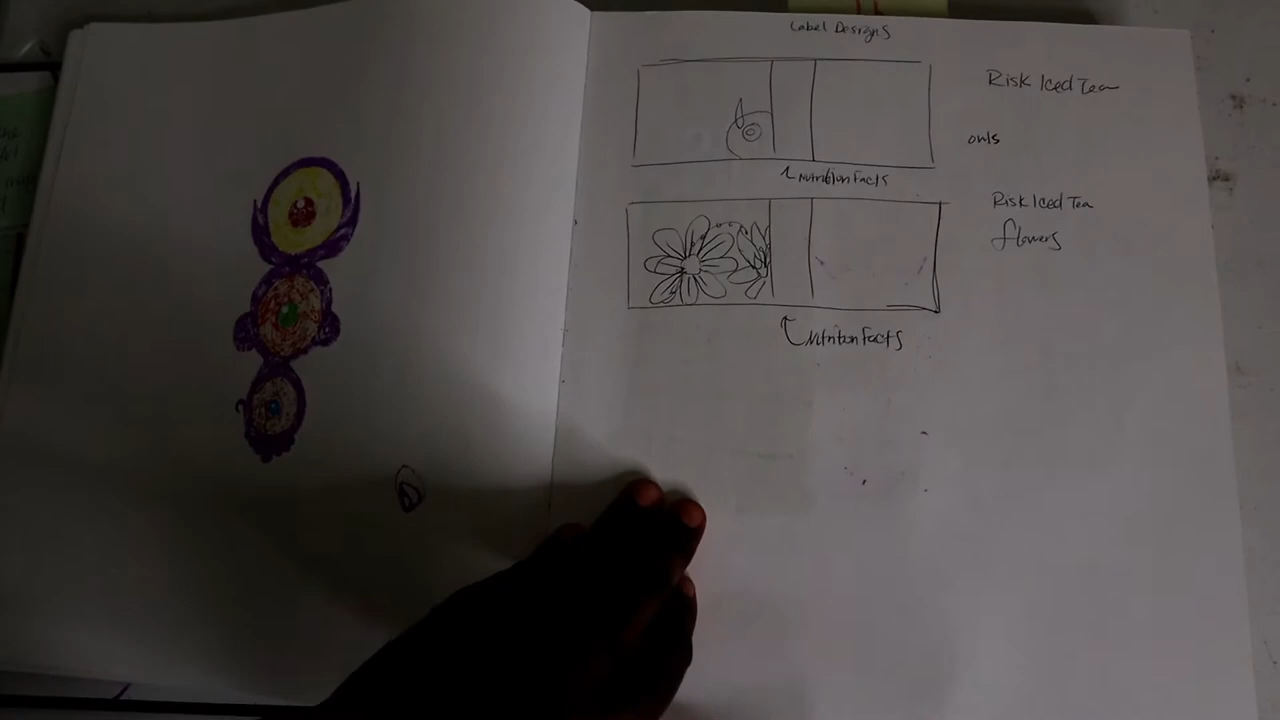 Label Designs
Risk Iced Tea
owls
Nutrition Facts
Risk Iced Tea
flowers
Nutrition Facts